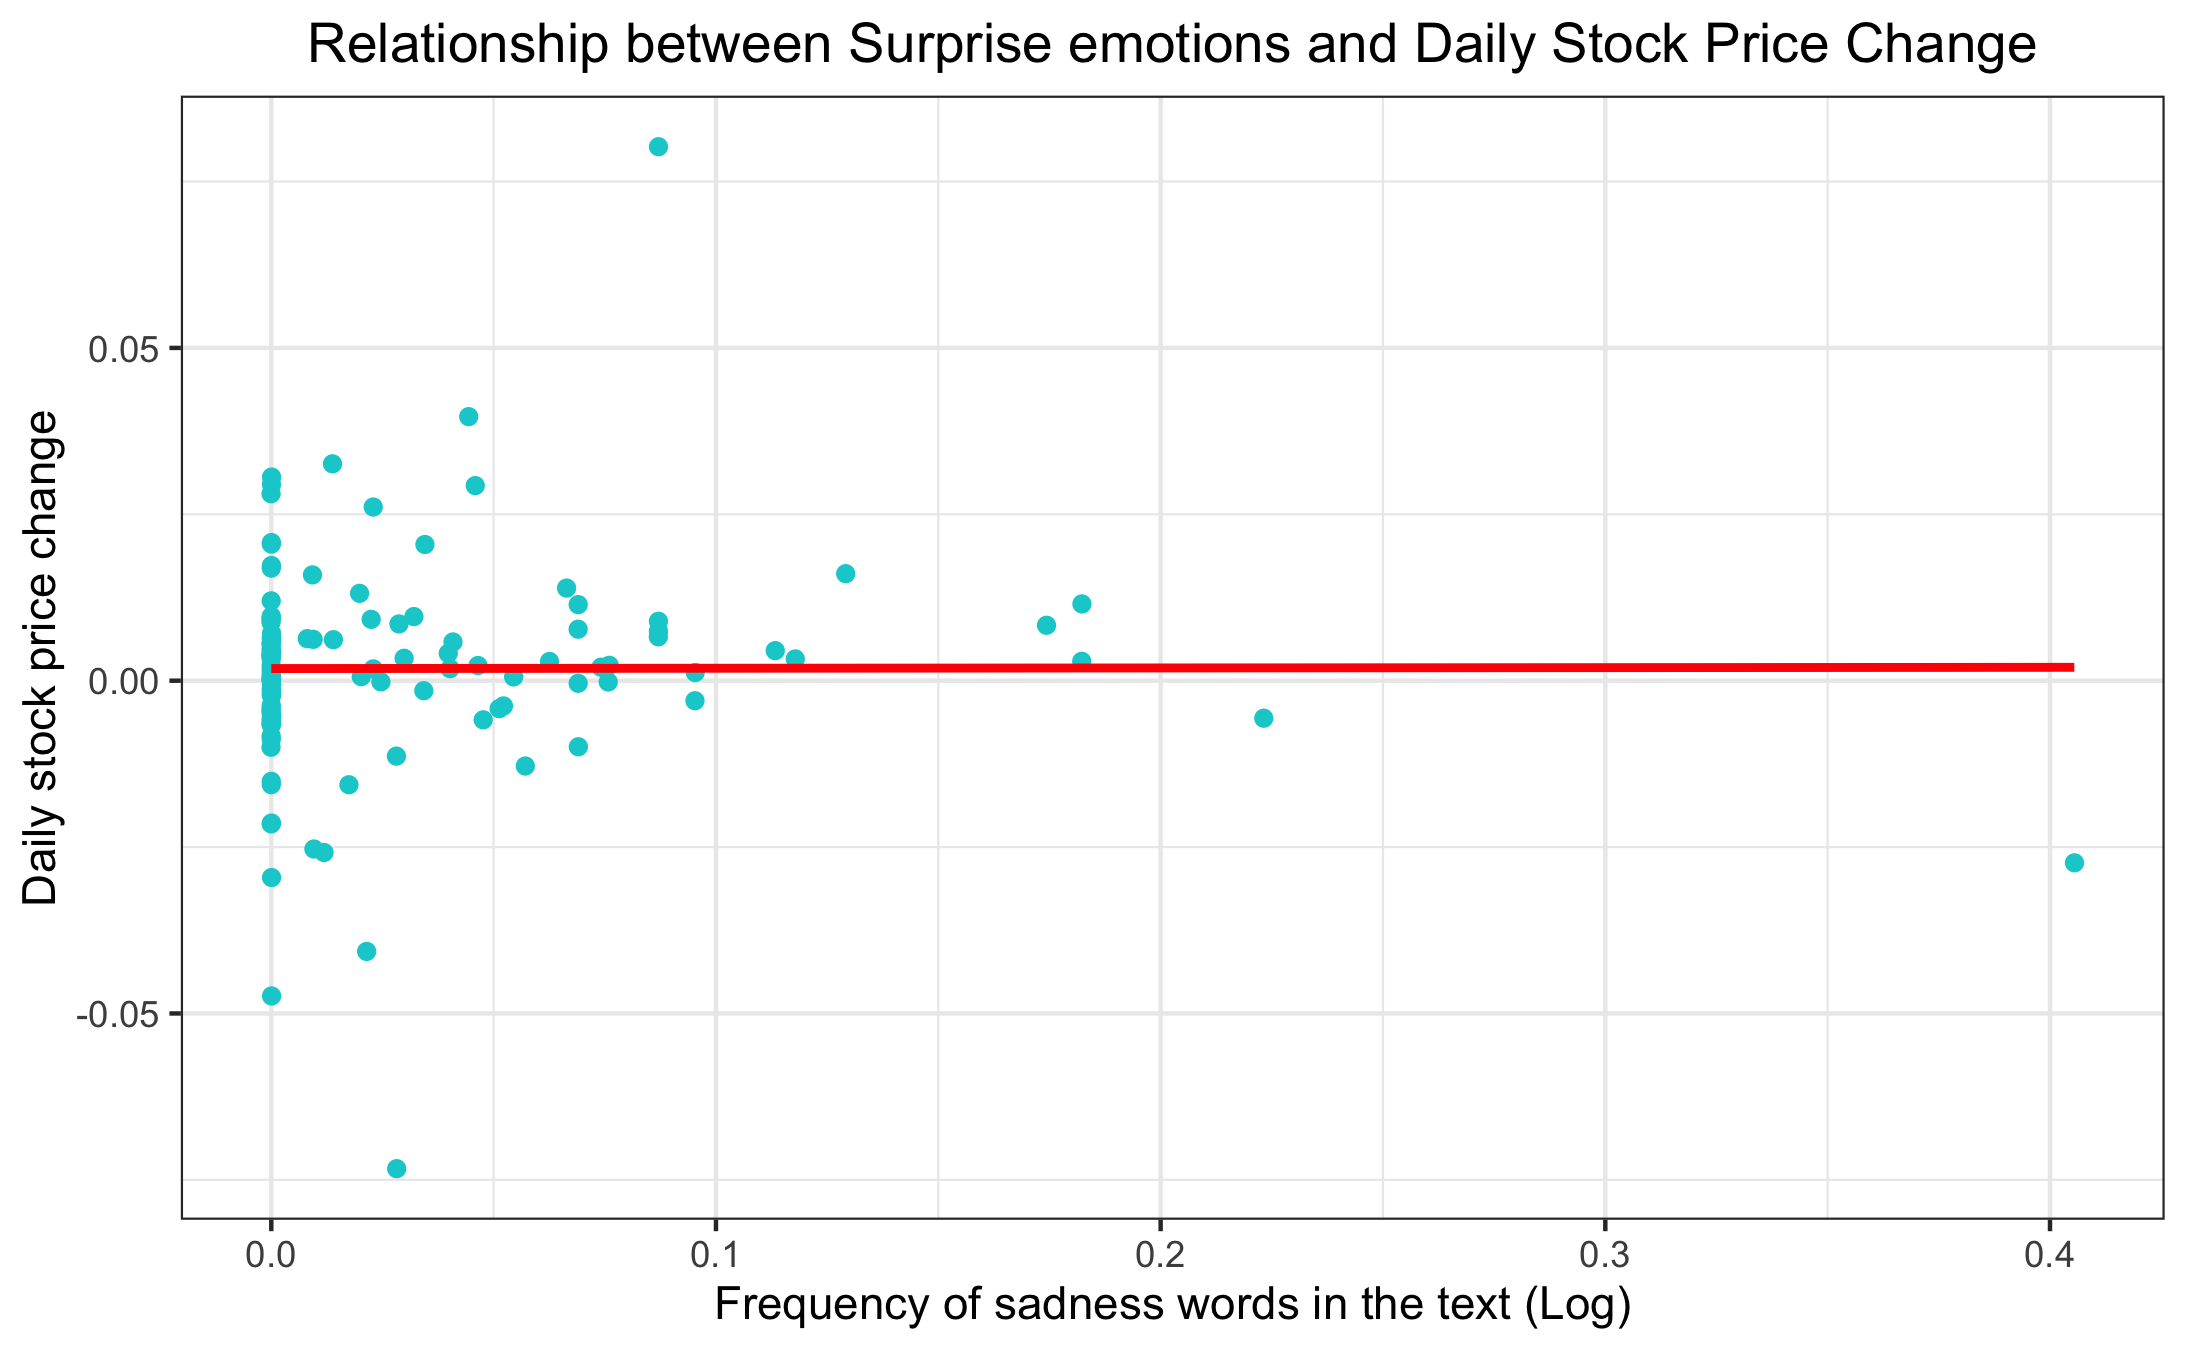 Relationship between Surprise emotions and Daily Stock Price Change
Daily stock price change
0.05
0.00
-0.05
0.0 0.1 0.2 0.3 0.4
Frequency of sadness words in the text (Log)